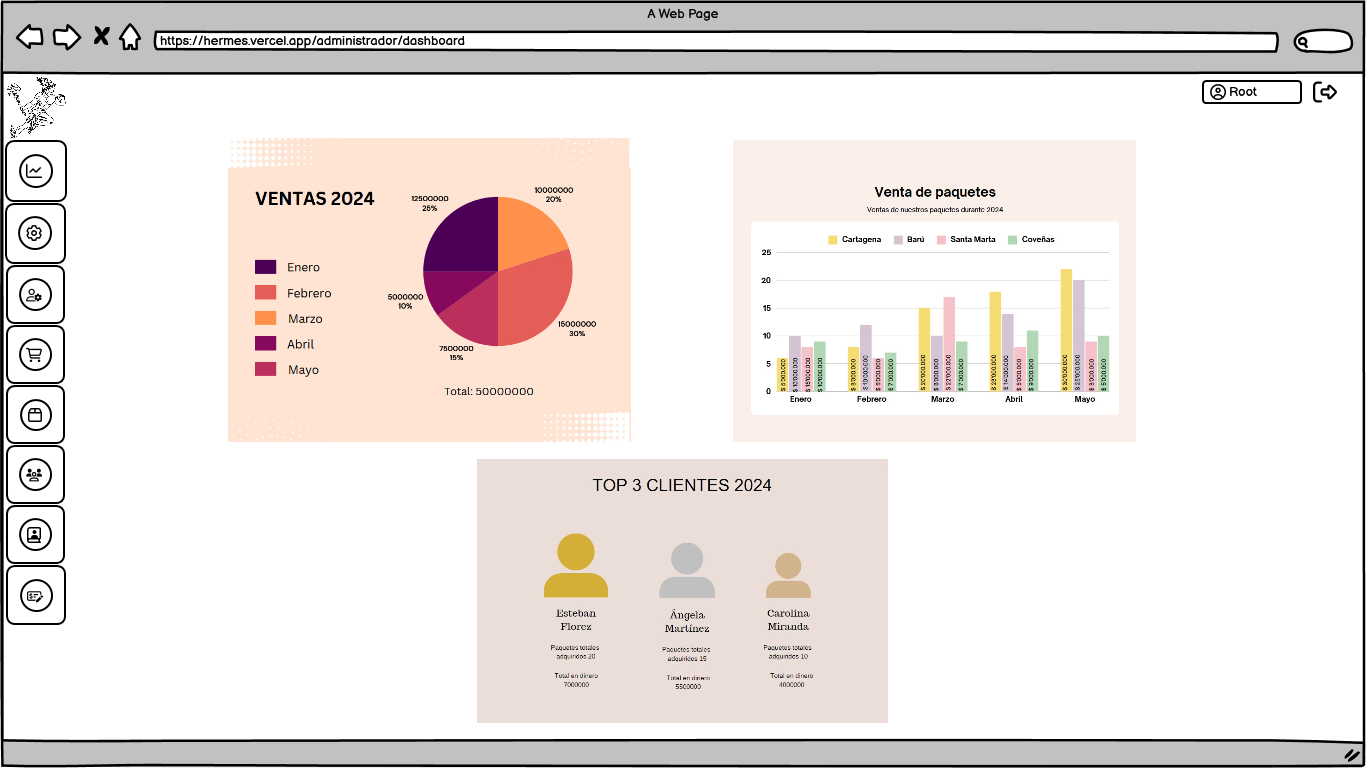 A Web Page
https://hermes.vercel.app/administrador/dashboard
Root
VENTAS 2024
12500000
25%
10000000
20%
Enero
Febrero
Marzo
Abril
Mayo
5000000
10%
15000000
30%
7500000
15%
Total: 50000000
Venta de paquetes
Ventas de nuestros paquetes durante 2024
Cartagena Barú Santa Marta Coveñas
25
20
15
10
5
0
Enero Febrero Marzo Abril Mayo
TOP 3 CLIENTES 2024
Esteban
Florez
Paquetes totales
adquiridos 20
Total en dinero
7000000
Ángela
Martínez
Paquetes totales
adquiridos 15
Total en dinero
5500000
Carolina
Miranda
Paquetes totales
adquiridos 10
Total en dinero
4000000